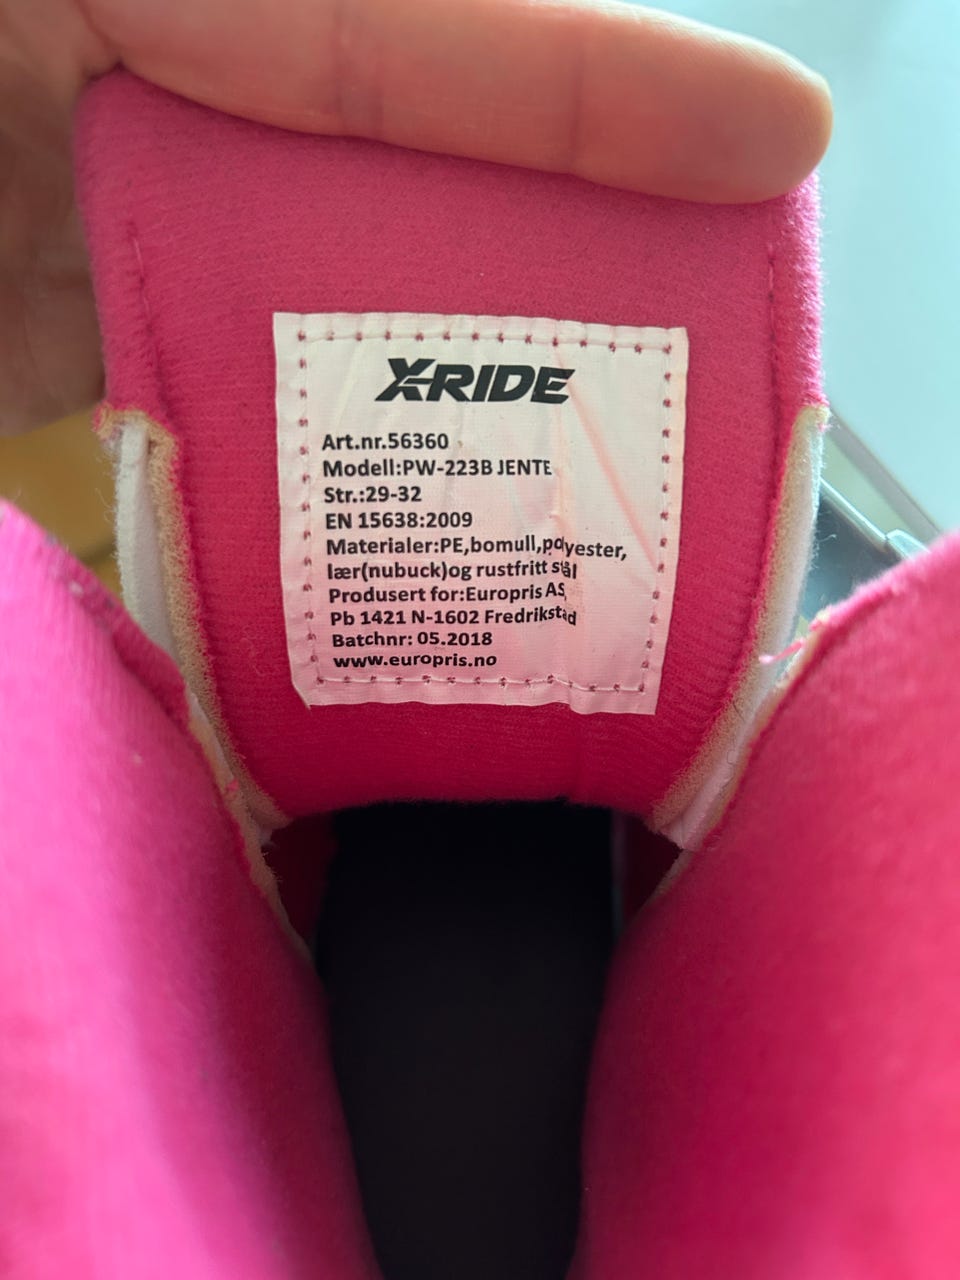 X-RIDE
Art.nr.56360
Modell:PW-223B JENTE
Str.:29-32
EN 15638:2009
Materialer:PE,bomull,polyester,
lær(nubuck)og rustfritt stål
Produsert for:Europris AS,
Pb 1421 N-1602 Fredrikstad
Batchnr: 05.2018
www.europris.no